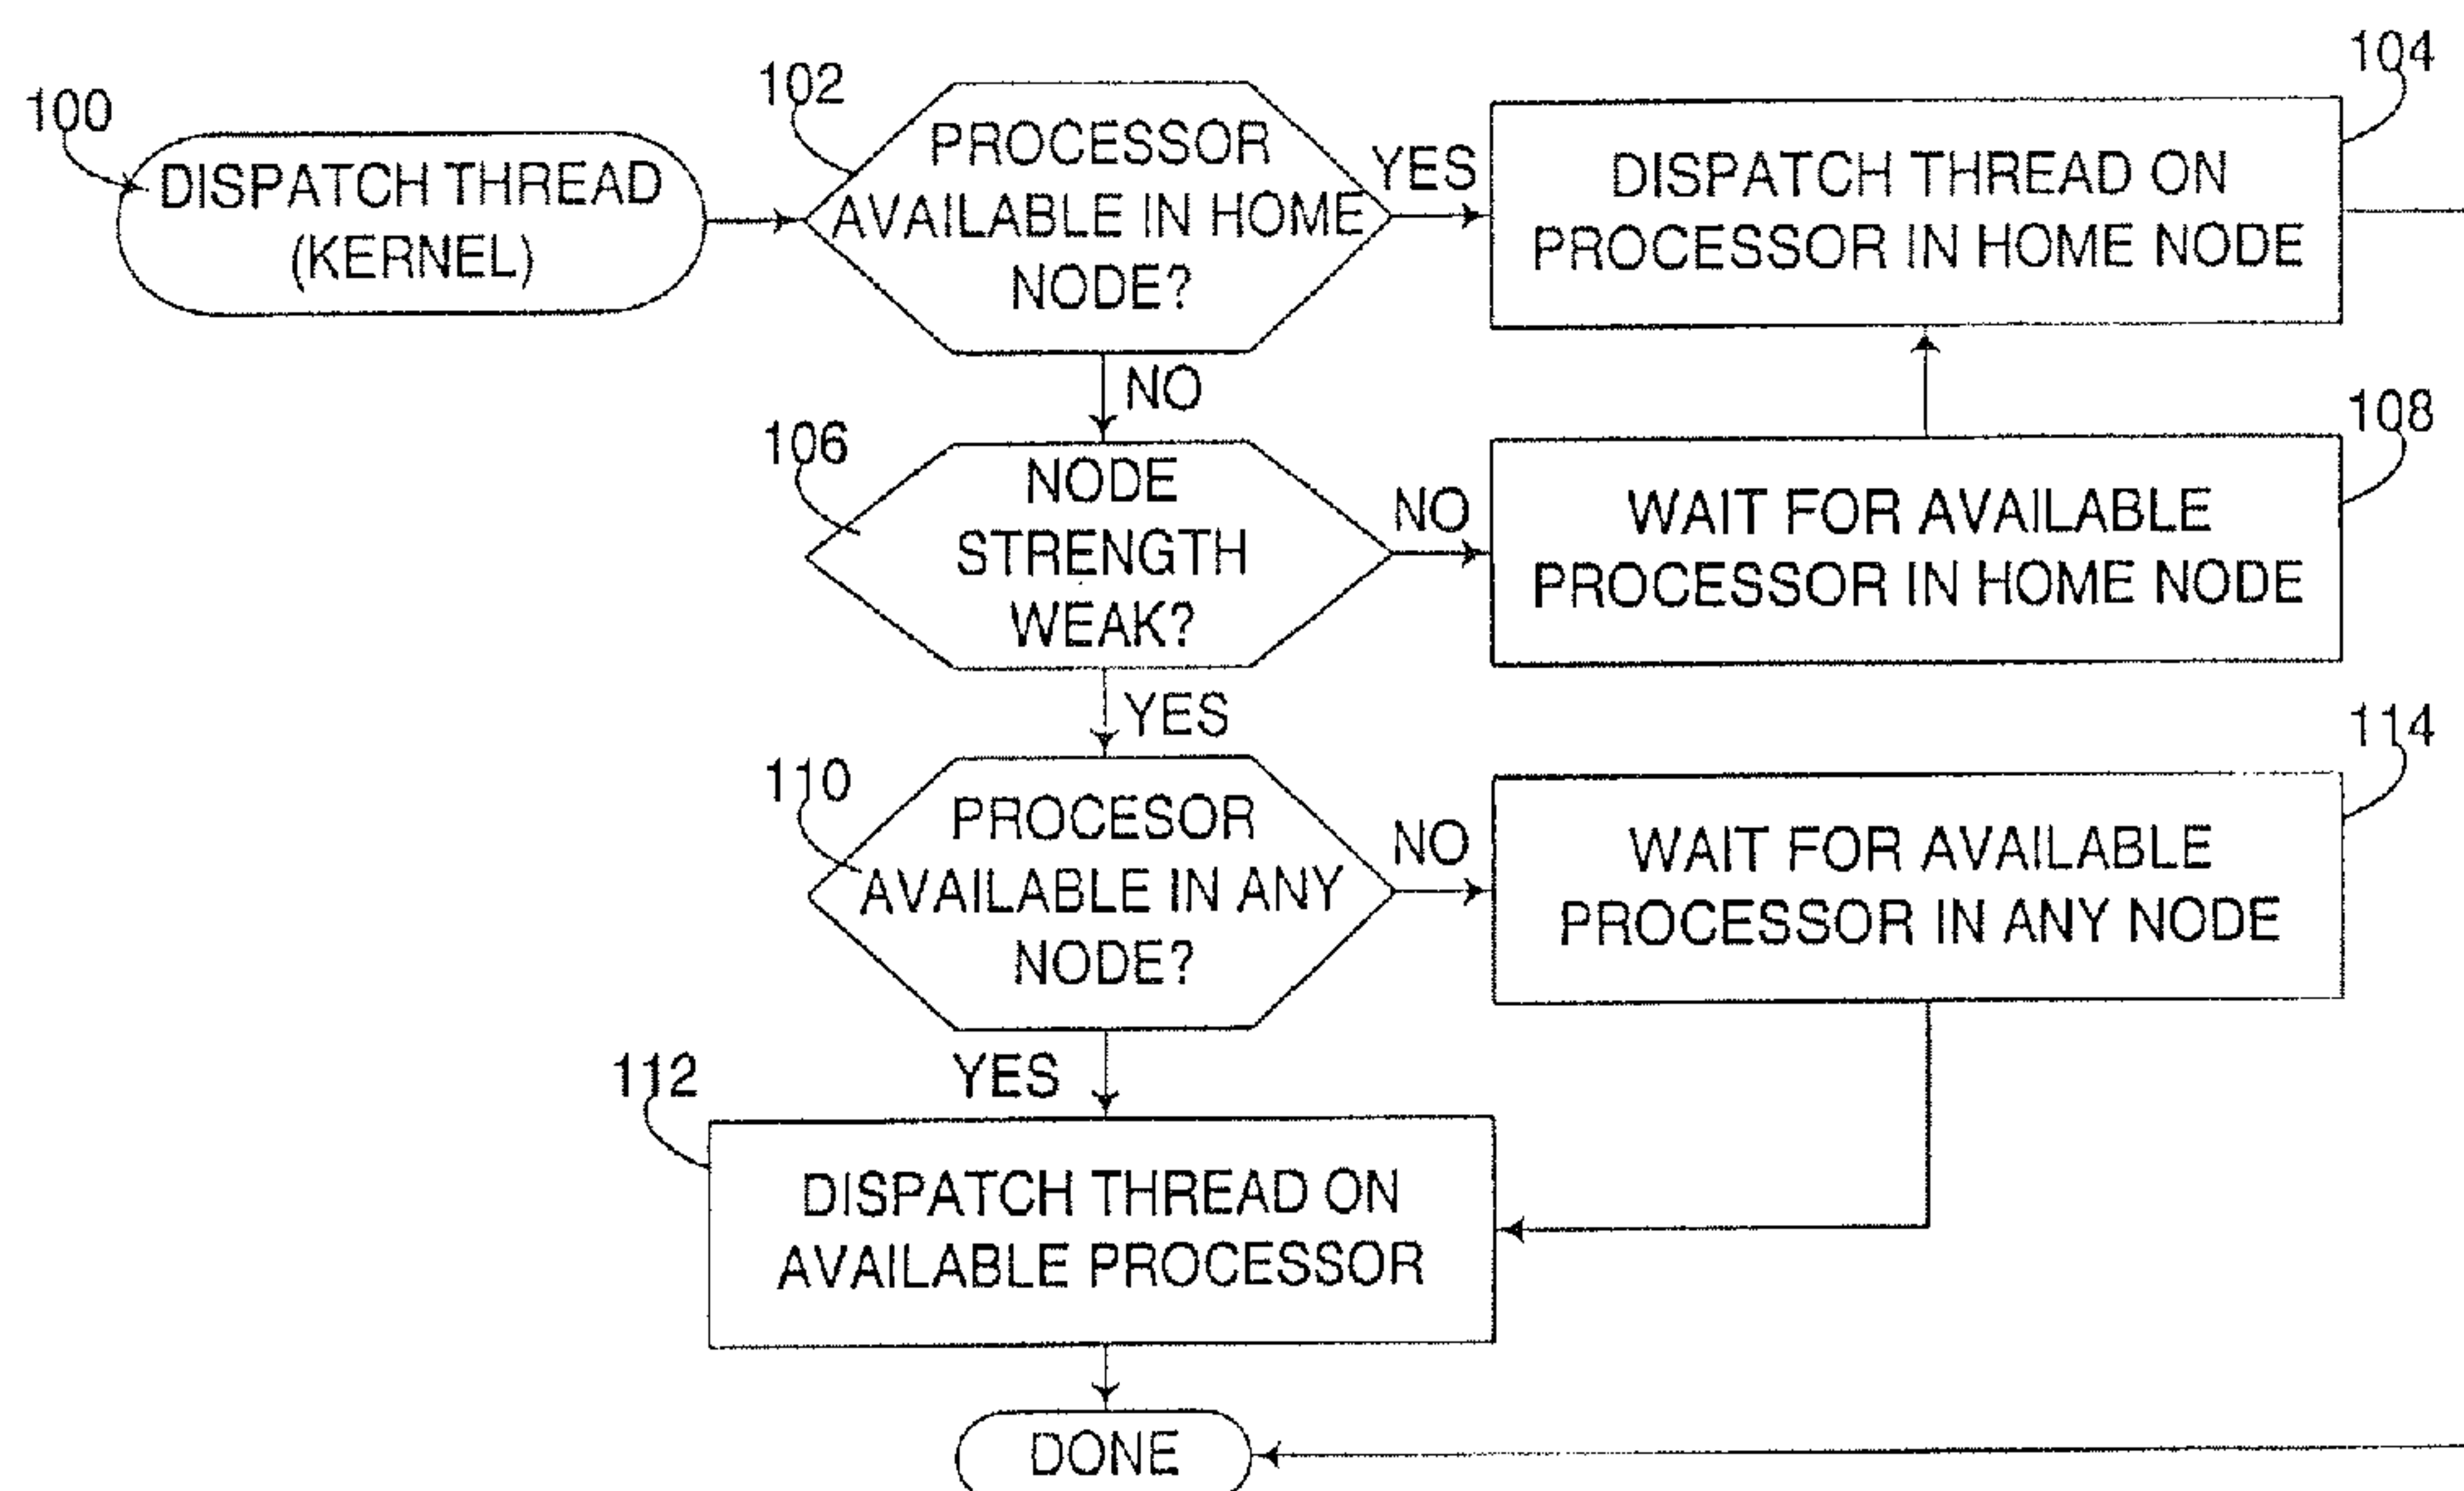 100
DISPATCH THREAD
(KERNEL)
102
PROCESSOR
AVAILABLE IN HOME
NODE?
YES
104
DISPATCH THREAD ON
PROCESSOR IN HOME NODE
NO
106
NODE
STRENGTH
WEAK?
NO
108
WAIT FOR AVAILABLE
PROCESSOR IN HOME NODE
YES
110
PROCESOR
AVAILABLE IN ANY
NODE?
NO
114
WAIT FOR AVAILABLE
PROCESSOR IN ANY NODE
YES
112
DISPATCH THREAD ON
AVAILABLE PROCESSOR
DONE